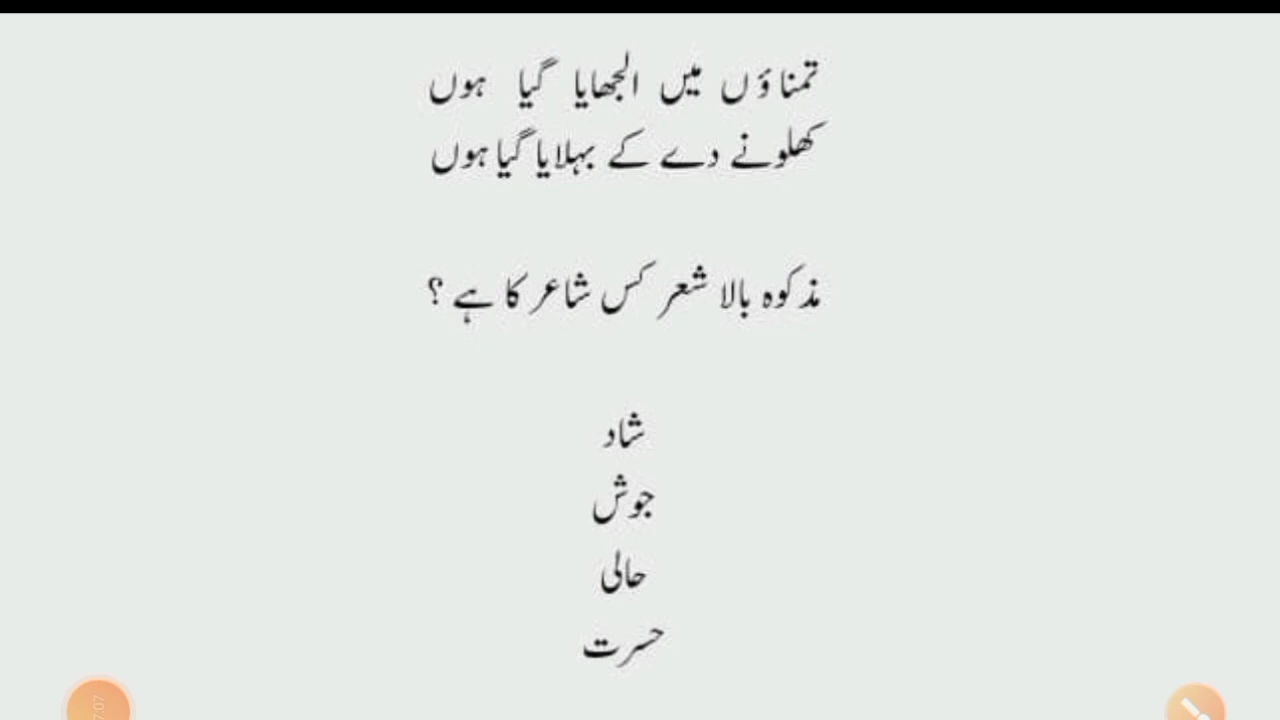 تمناؤں میں الجھایا گیا ہوں
کھلونے دے کے بہلایا گیا ہوں
مذکوہ بالا شعر کس شاعر کا ہے ؟
شاد
جوش
حالی
حسرت